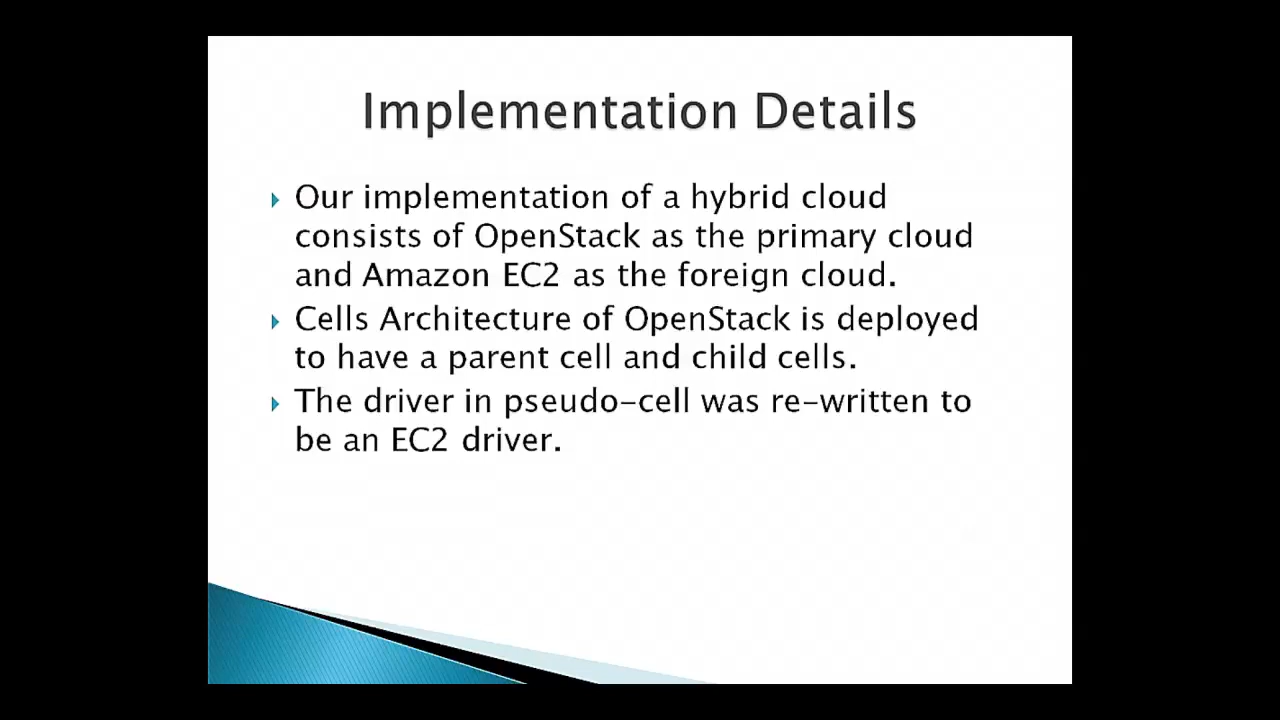 Implementation Details
Our implementation of a hybrid cloud
consists of OpenStack as the primary cloud
and Amazon EC2 as the foreign cloud.
Cells Architecture of OpenStack is deployed
to have a parent cell and child cells.
The driver in pseudo-cell was re-written to
be an EC2 driver.